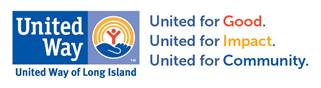 United
Way
United Way of Long Island
United for Good.
United for Impact.
United for Community.